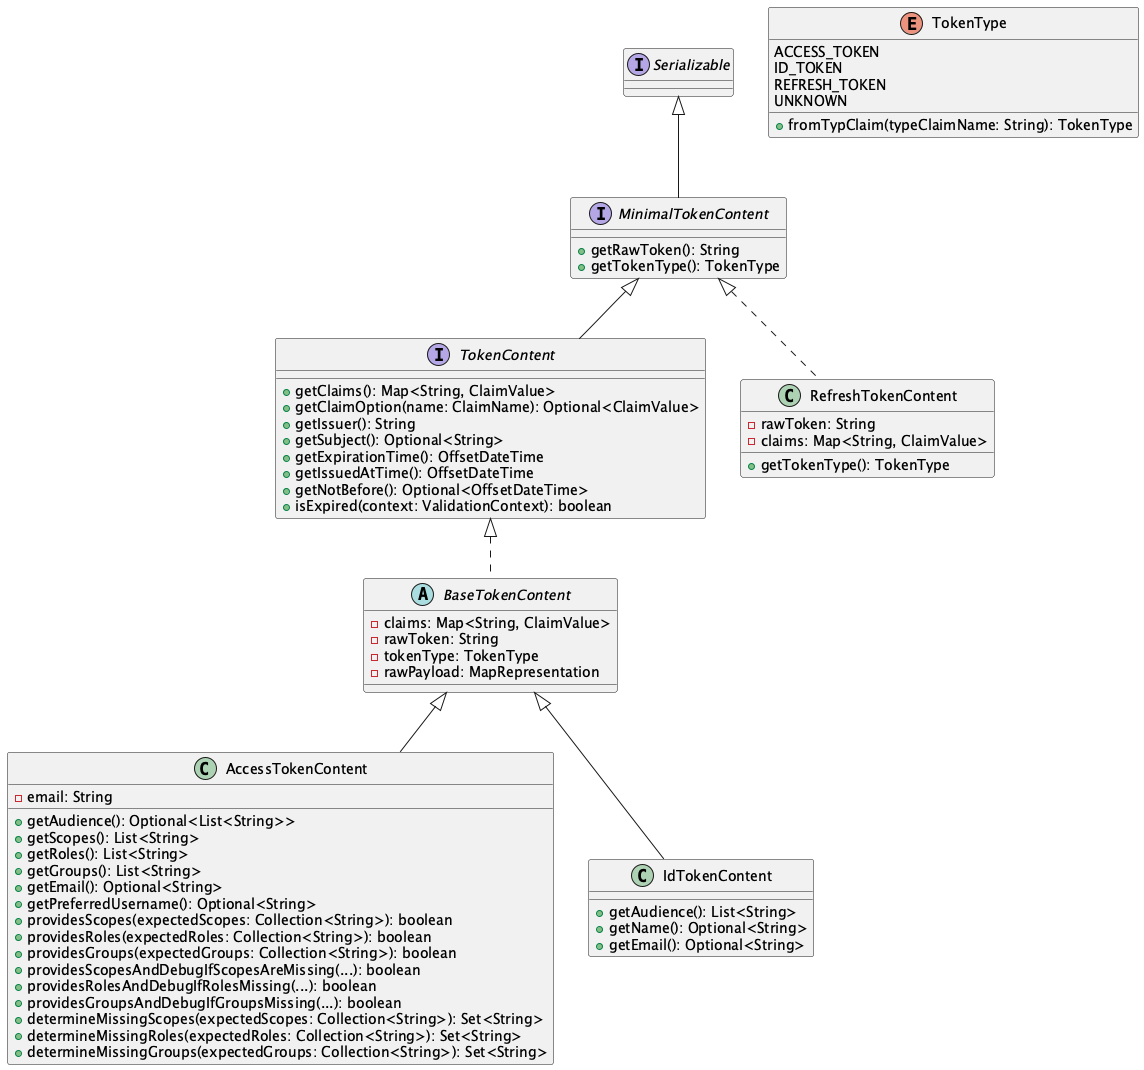 E TokenType
ACCESS_TOKEN
ID_TOKEN
REFRESH_TOKEN
UNKNOWN
fromTypClaim(typeClaimName: String): TokenType
I Serializable
I MinimalTokenContent
getRawToken(): String
getTokenType(): TokenType
I TokenContent
getClaims(): Map<String, ClaimValue>
getClaimOption(name: ClaimName): Optional<ClaimValue>
getIssuer(): String
getSubject(): Optional<String>
getExpirationTime(): OffsetDateTime
getIssuedAtTime(): OffsetDateTime
getNotBefore(): Optional<OffsetDateTime>
isExpired(context: ValidationContext): boolean
C RefreshTokenContent
rawToken: String
claims: Map<String, ClaimValue>
getTokenType(): TokenType
A BaseTokenContent
claims: Map<String, ClaimValue>
rawToken: String
tokenType: TokenType
rawPayload: MapRepresentation
C AccessTokenContent
email: String
getAudience(): Optional<List<String>>
getScopes(): List<String>
getRoles(): List<String>
getGroups(): List<String>
getEmail(): Optional<String>
getPreferredUsername(): Optional<String>
providesScopes(expectedScopes: Collection<String>): boolean
providesRoles(expectedRoles: Collection<String>): boolean
providesGroups(expectedGroups: Collection<String>): boolean
providesScopesAndDebugIfScopesAreMissing(...): boolean
providesRolesAndDebugIfRolesMissing(...): boolean
providesGroupsAndDebugIfGroupsMissing(...): boolean
determineMissingScopes(expectedScopes: Collection<String>): Set<String>
determineMissingRoles(expectedRoles: Collection<String>): Set<String>
determineMissingGroups(expectedGroups: Collection<String>): Set<String>
C IdTokenContent
getAudience(): List<String>
getName(): Optional<String>
getEmail(): Optional<String>